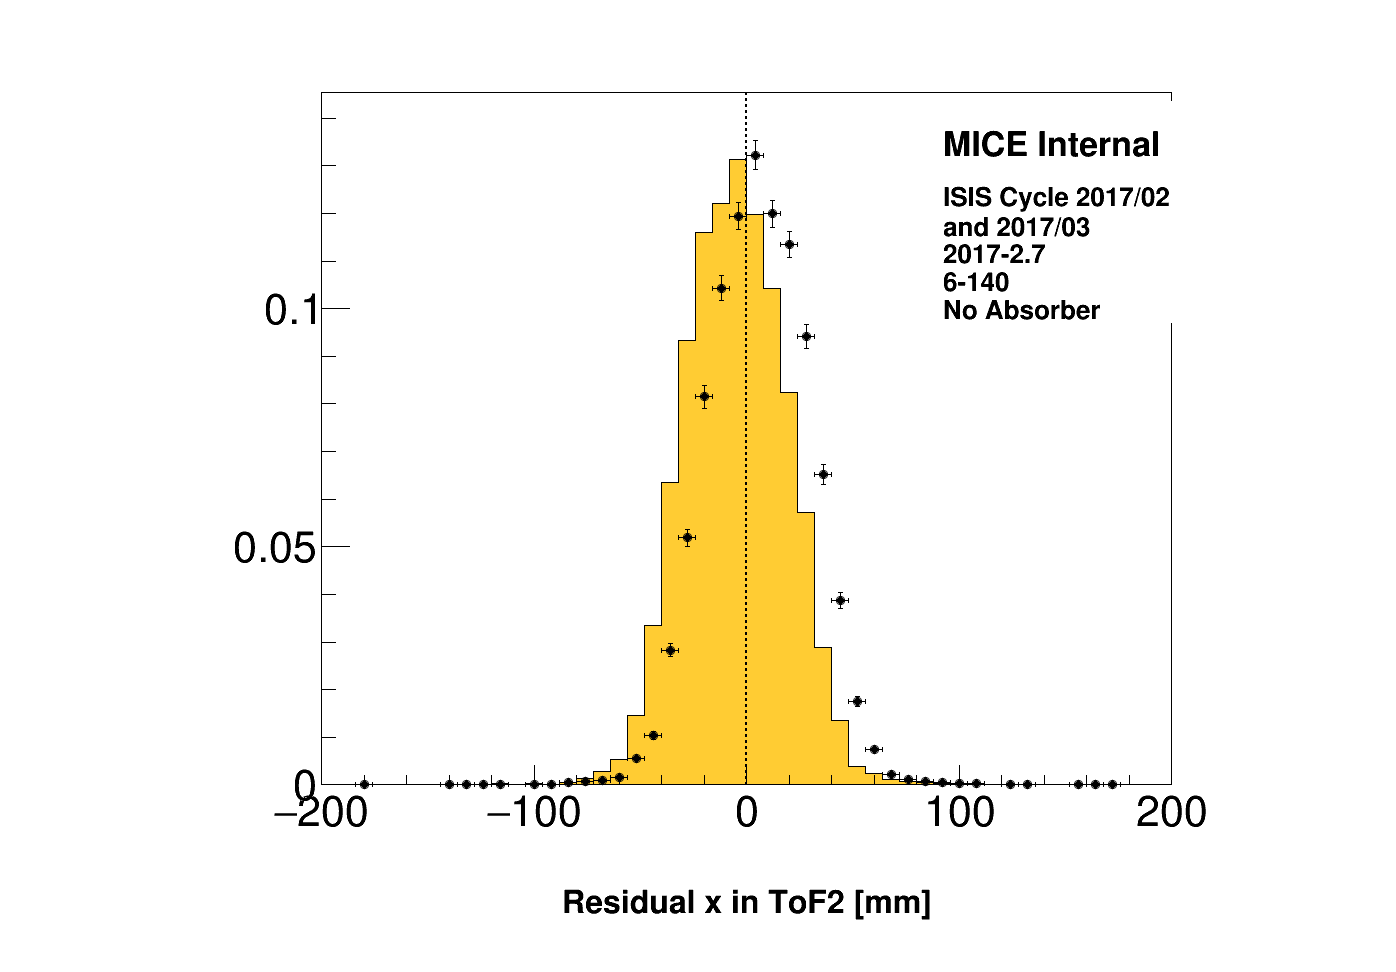 MICE Internal
ISIS Cycle 2017/02
and 2017/03
2017-2.7
6-140
No Absorber
0.1
0.05
0
−200 −100 0 100 200
Residual x in ToF2 [mm]